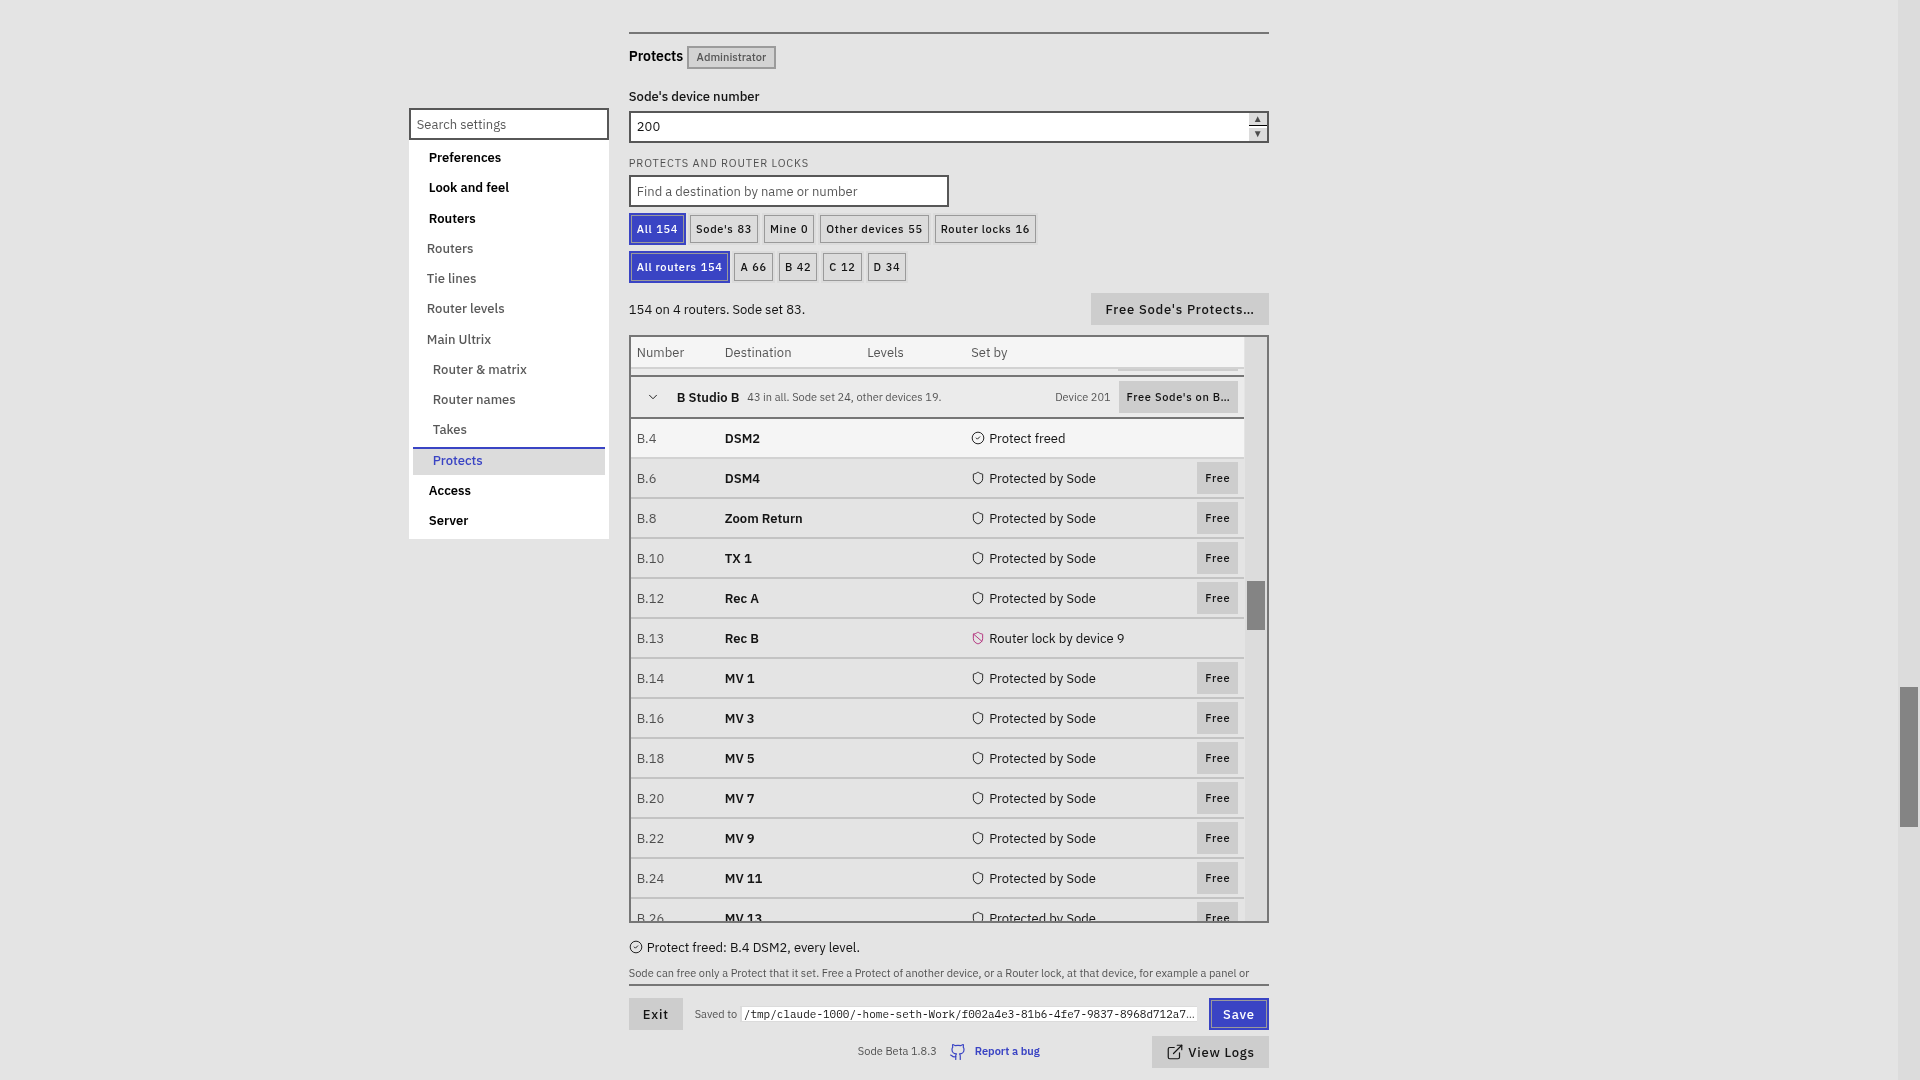 Protects Administrator
Sode's device number
200
Search settings
Preferences
Look and feel
Routers
Routers
Tie lines
Router levels
Main Ultrix
Router & matrix
Router names
Takes
Protects
Access
Server
PROTECTS AND ROUTER LOCKS
Find a destination by name or number
All 154 Sode's 83 Mine 0 Other devices 55 Router locks 16
All routers 154 A 66 B 42 C 12 D 34
154 on 4 routers. Sode set 83. Free Sode's Protects...
Number Destination Levels Set by
B Studio B 43 in all. Sode set 24, other devices 19. Device 201 Free Sode's on B...
B.4 DSM2 Protect freed
B.6 DSM4 Protected by Sode Free
B.8 Zoom Return Protected by Sode Free
B.10 TX 1 Protected by Sode Free
B.12 Rec A Protected by Sode Free
B.13 Rec B Router lock by device 9
B.14 MV 1 Protected by Sode Free
B.16 MV 3 Protected by Sode Free
B.18 MV 5 Protected by Sode Free
B.20 MV 7 Protected by Sode Free
B.22 MV 9 Protected by Sode Free
B.24 MV 11 Protected by Sode Free
B.26 MV 13 Protected by Sode Free
Protect freed: B.4 DSM2, every level.
Sode can free only a Protect that it set. Free a Protect of another device, or a Router lock, at that device, for example a panel or
Exit Saved to /tmp/claude-1000/-home-seth-Work/f002a4e3-81b6-4fe7-9837-8968d712a7... Save
Sode Beta 1.8.3 Report a bug View Logs